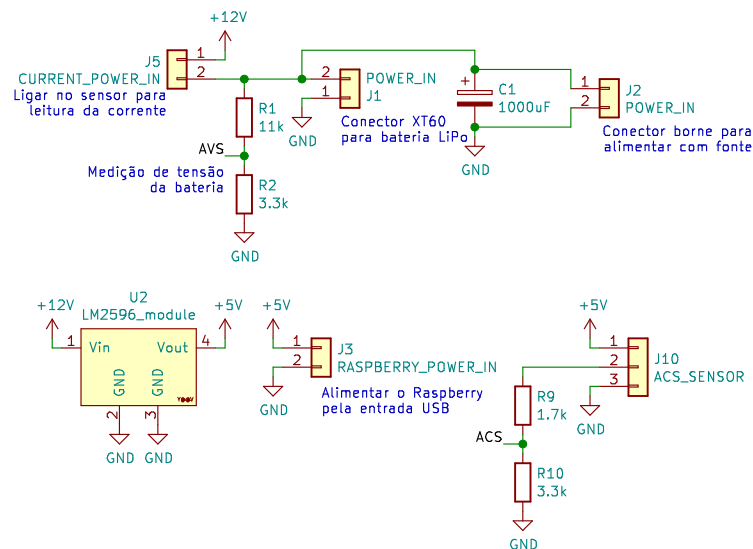 +12V
J5
CURRENT_POWER_IN
1
2
Ligar no sensor para
leitura da corrente
R1
11k
AVS
Medição de tensão
da bateria
R2
3.3k
GND
2
1
POWER_IN
J1
GND
Conector XT60
para bateria LiPo
+
C1
1000uF
GND
1
2
J2
POWER_IN
Conector borne para
alimentar com fonte
U2
LM2596_module
+12V
1
Vin
Vout
4
+5V
GND
GND
2
3
GND
GND
+5V
1
2
J3
RASPBERRY_POWER_IN
GND
Alimentar o Raspberry
pela entrada USB
+5V
1
2
3
J10
ACS_SENSOR
GND
R9
1.7k
ACS
R10
3.3k
GND